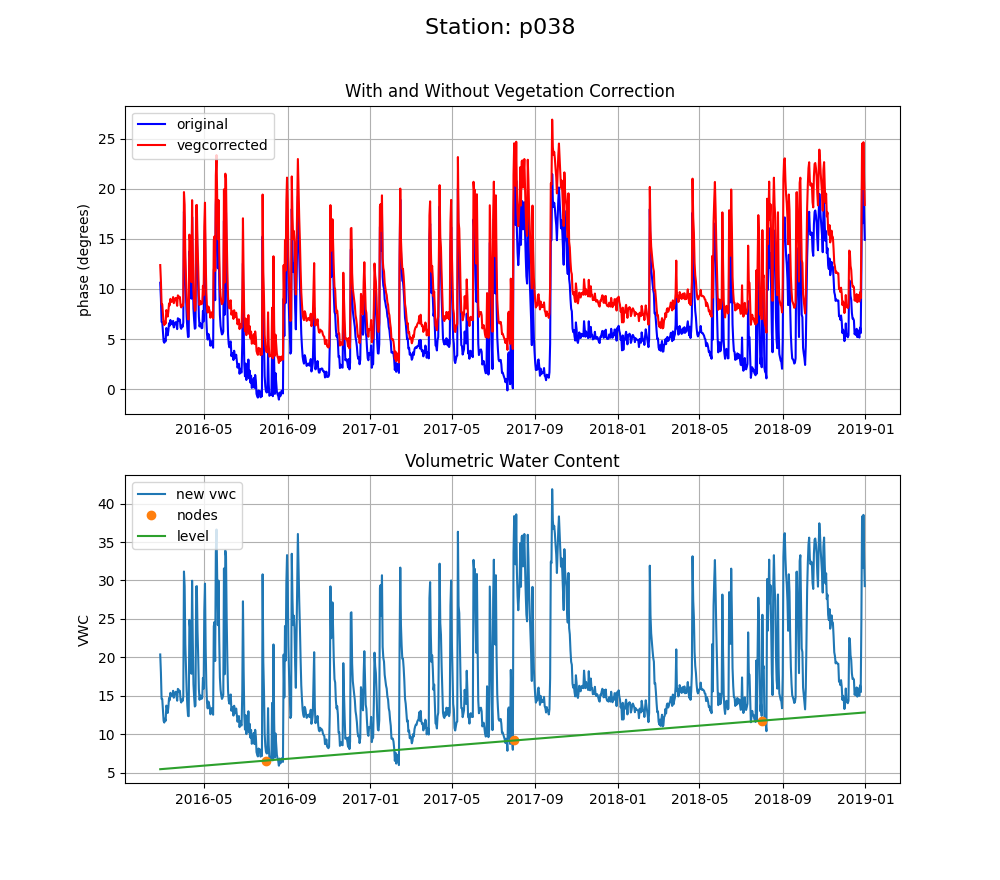 Station: p038
With and Without Vegetation Correction
original
vegcorrected
phase (degrees)
25
20
15
10
5
0
2016-05 2016-09 2017-01 2017-05 2017-09 2018-01 2018-05 2018-09 2019-01
Volumetric Water Content
new vwc
nodes
level
VWC
40
35
30
25
20
15
10
5
2016-05 2016-09 2017-01 2017-05 2017-09 2018-01 2018-05 2018-09 2019-01